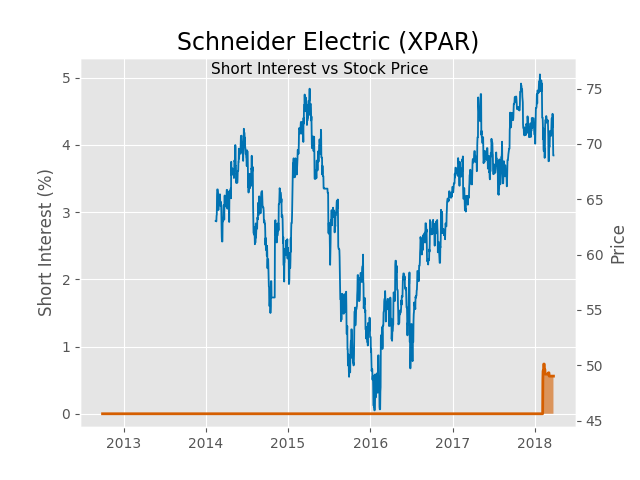 Schneider Electric (XPAR)
Short Interest vs Stock Price
Short Interest (%)
5
4
3
2
1
0
Price
75
70
65
60
55
50
45
2013 2014 2015 2016 2017 2018